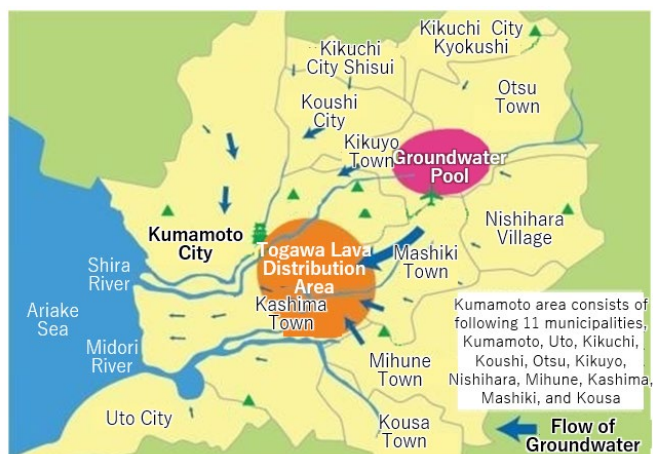 Kikuchi City
Kyokushi
Kikuchi
City Shisui
Otsu
Town
Koushi
City
Kikuyo
Town
Groundwater
Pool
Kumamoto
City
Nishihara
Village
Togawa Lava
Distribution
Area
Mashiki
Town
Shira
River
Kashima
Town
Ariake
Sea
Kumamoto area consists of
following 11 municipalities,
Kumamoto, Uto, Kikuchi,
Koushi, Otsu, Kikuyo,
Nishihara, Mihune, Kashima,
Mashiki, and Kousa
Midori
River
Mihune
Town
Uto City
Kousa
Town
Flow of
Groundwater